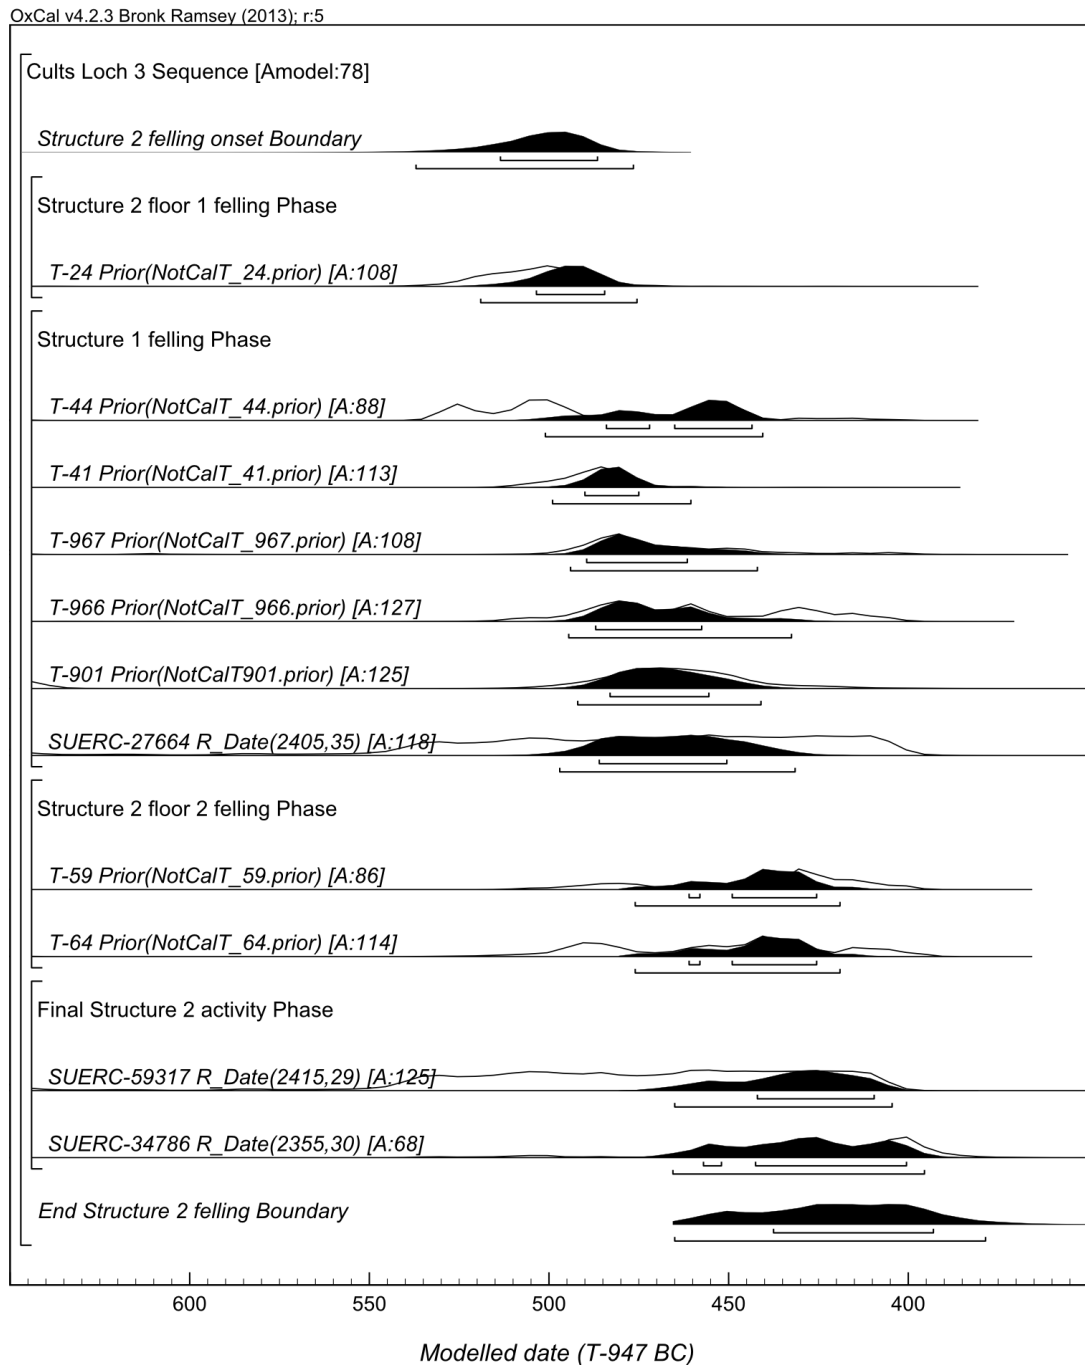 OxCal v4.2.3 Bronk Ramsey (2013); r:5
Cults Loch 3 Sequence [Amodel:78]
Structure 2 felling onset Boundary
Structure 2 floor 1 felling Phase
T-24 Prior(NotCalT_24.prior) [A:108]
Structure 1 felling Phase
T-44 Prior(NotCalT_44.prior) [A:88]
T-41 Prior(NotCalT_41.prior) [A:113]
T-967 Prior(NotCalT_967.prior) [A:108]
T-966 Prior(NotCalT_966.prior) [A:127]
T-901 Prior(NotCalT901.prior) [A:125]
SUERC-27664 R_Date(2405,35) [A:118]
Structure 2 floor 2 felling Phase
T-59 Prior(NotCalT_59.prior) [A:86]
T-64 Prior(NotCalT_64.prior) [A:114]
Final Structure 2 activity Phase
SUERC-59317 R_Date(2415,29) [A:125]
SUERC-34786 R_Date(2355,30) [A:68]
End Structure 2 felling Boundary
600 550 500 450 400
Modelled date (T-947 BC)